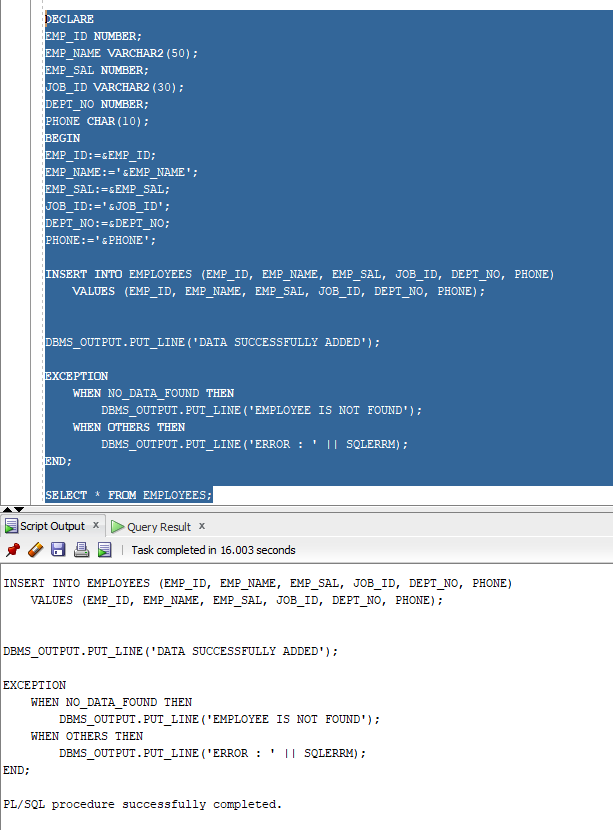 DECLARE
EMP_ID NUMBER;
EMP_NAME VARCHAR2(50);
EMP_SAL NUMBER;
JOB_ID VARCHAR2(30);
DEPT_NO NUMBER;
PHONE CHAR(10);
BEGIN
EMP_ID:=&EMP_ID;
EMP_NAME:='&EMP_NAME';
EMP_SAL:=&EMP_SAL;
JOB_ID:='&JOB_ID';
DEPT_NO:=&DEPT_NO;
PHONE:='&PHONE';
INSERT INTO EMPLOYEES (EMP_ID, EMP_NAME, EMP_SAL, JOB_ID, DEPT_NO, PHONE)
VALUES (EMP_ID, EMP_NAME, EMP_SAL, JOB_ID, DEPT_NO, PHONE);
DBMS_OUTPUT.PUT_LINE('DATA SUCCESSFULLY ADDED');
EXCEPTION
WHEN NO_DATA_FOUND THEN
DBMS_OUTPUT.PUT_LINE('EMPLOYEE IS NOT FOUND');
WHEN OTHERS THEN
DBMS_OUTPUT.PUT_LINE('ERROR : ' || SQLERRM);
END;
SELECT * FROM EMPLOYEES;
Script Output x Query Result x
Task completed in 16.003 seconds
INSERT INTO EMPLOYEES (EMP_ID, EMP_NAME, EMP_SAL, JOB_ID, DEPT_NO, PHONE)
VALUES (EMP_ID, EMP_NAME, EMP_SAL, JOB_ID, DEPT_NO, PHONE);
DBMS_OUTPUT.PUT_LINE('DATA SUCCESSFULLY ADDED');
EXCEPTION
WHEN NO_DATA_FOUND THEN
DBMS_OUTPUT.PUT_LINE('EMPLOYEE IS NOT FOUND');
WHEN OTHERS THEN
DBMS_OUTPUT.PUT_LINE('ERROR : ' || SQLERRM);
END;
PL/SQL procedure successfully completed.